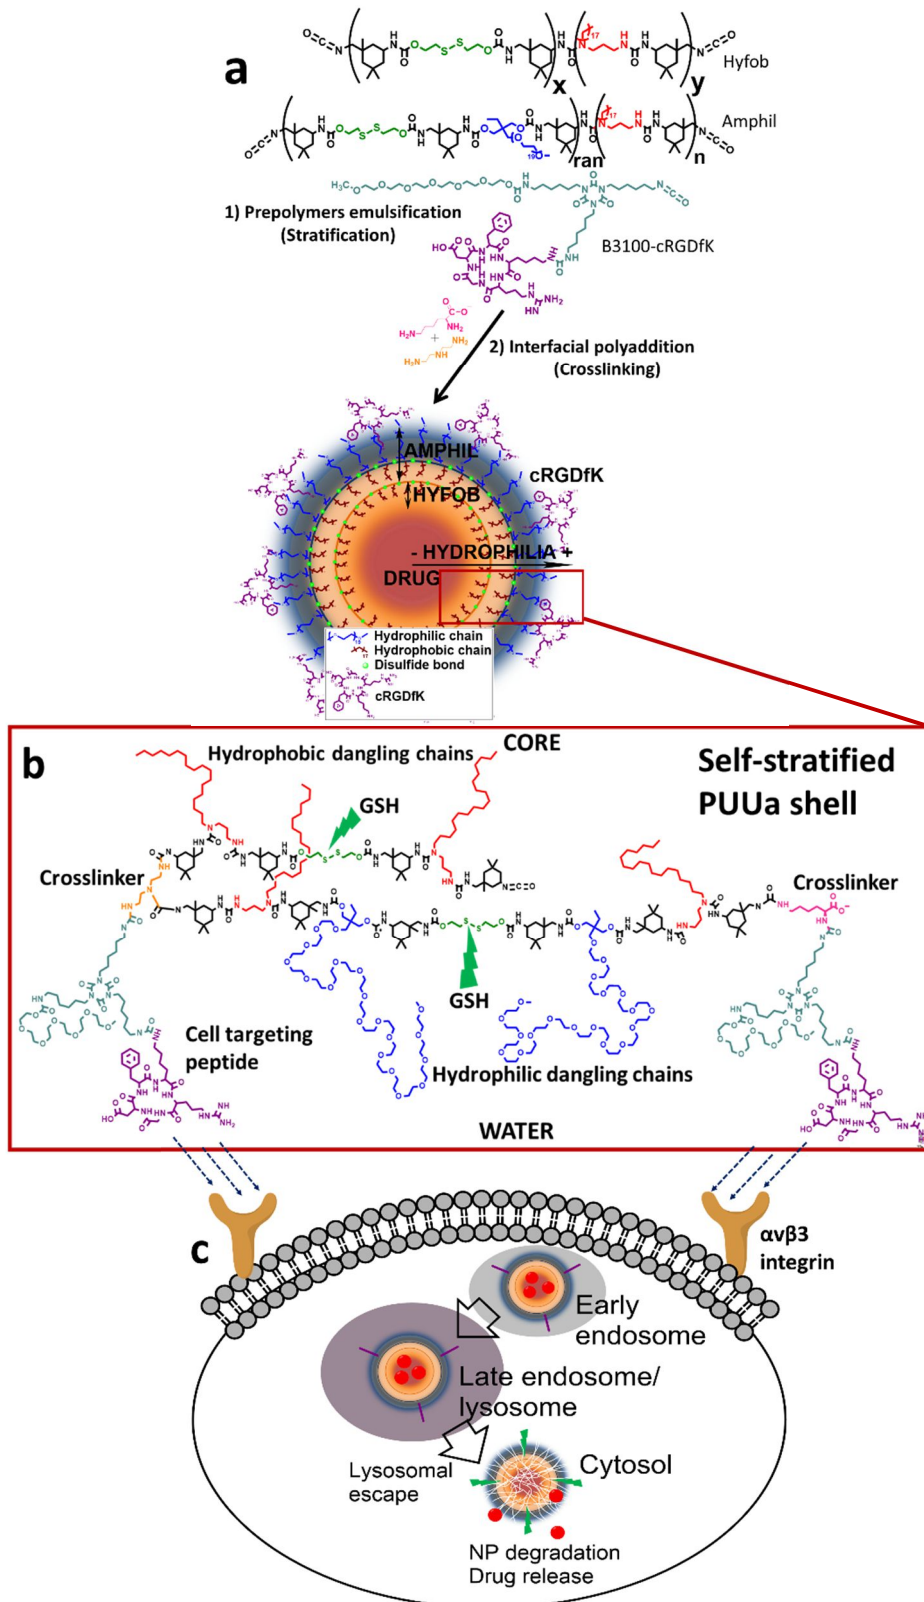 a
Hyfob
x
y
Amphil
ran
n
1) Prepolymers emulsification
(Stratification)
B3100-cRGDfK
2) Interfacial polyaddition
(Crosslinking)
AMPHIL
cRGDfK
HYFOB
- HYDROPHILIA +
DRUG
Hydrophilic chain
Hydrophobic chain
Disulfide bond
cRGDfK
b
Hydrophobic dangling chains
CORE
Self-stratified
PUUa shell
GSH
Crosslinker
Crosslinker
GSH
Cell targeting
peptide
Hydrophilic dangling chains
WATER
c
αvβ3
integrin
Early
endosome
Late endosome/
lysosome
Lysosomal
escape
Cytosol
NP degradation
Drug release